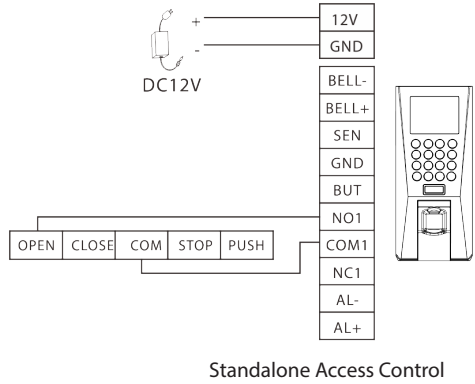 +
12V
-
GND
DC12V
BELL-
BELL+
SEN
GND
BUT
NO1
OPEN CLOSE COM STOP PUSH
COM1
NC1
AL-
AL+
Standalone Access Control